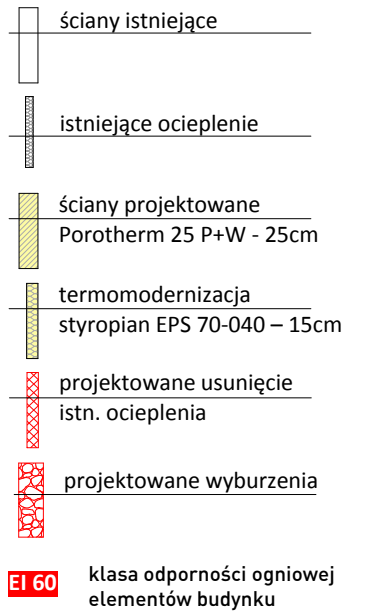 ściany istniejące
istniejące ocieplenie
ściany projektowane
Porotherm 25 P+W - 25cm
termomodernizacja
styropian EPS 70-040 – 15cm
projektowane usunięcie
istn. ocieplenia
projektowane wyburzenia
EI 60 klasa odporności ogniowej
elementów budynku